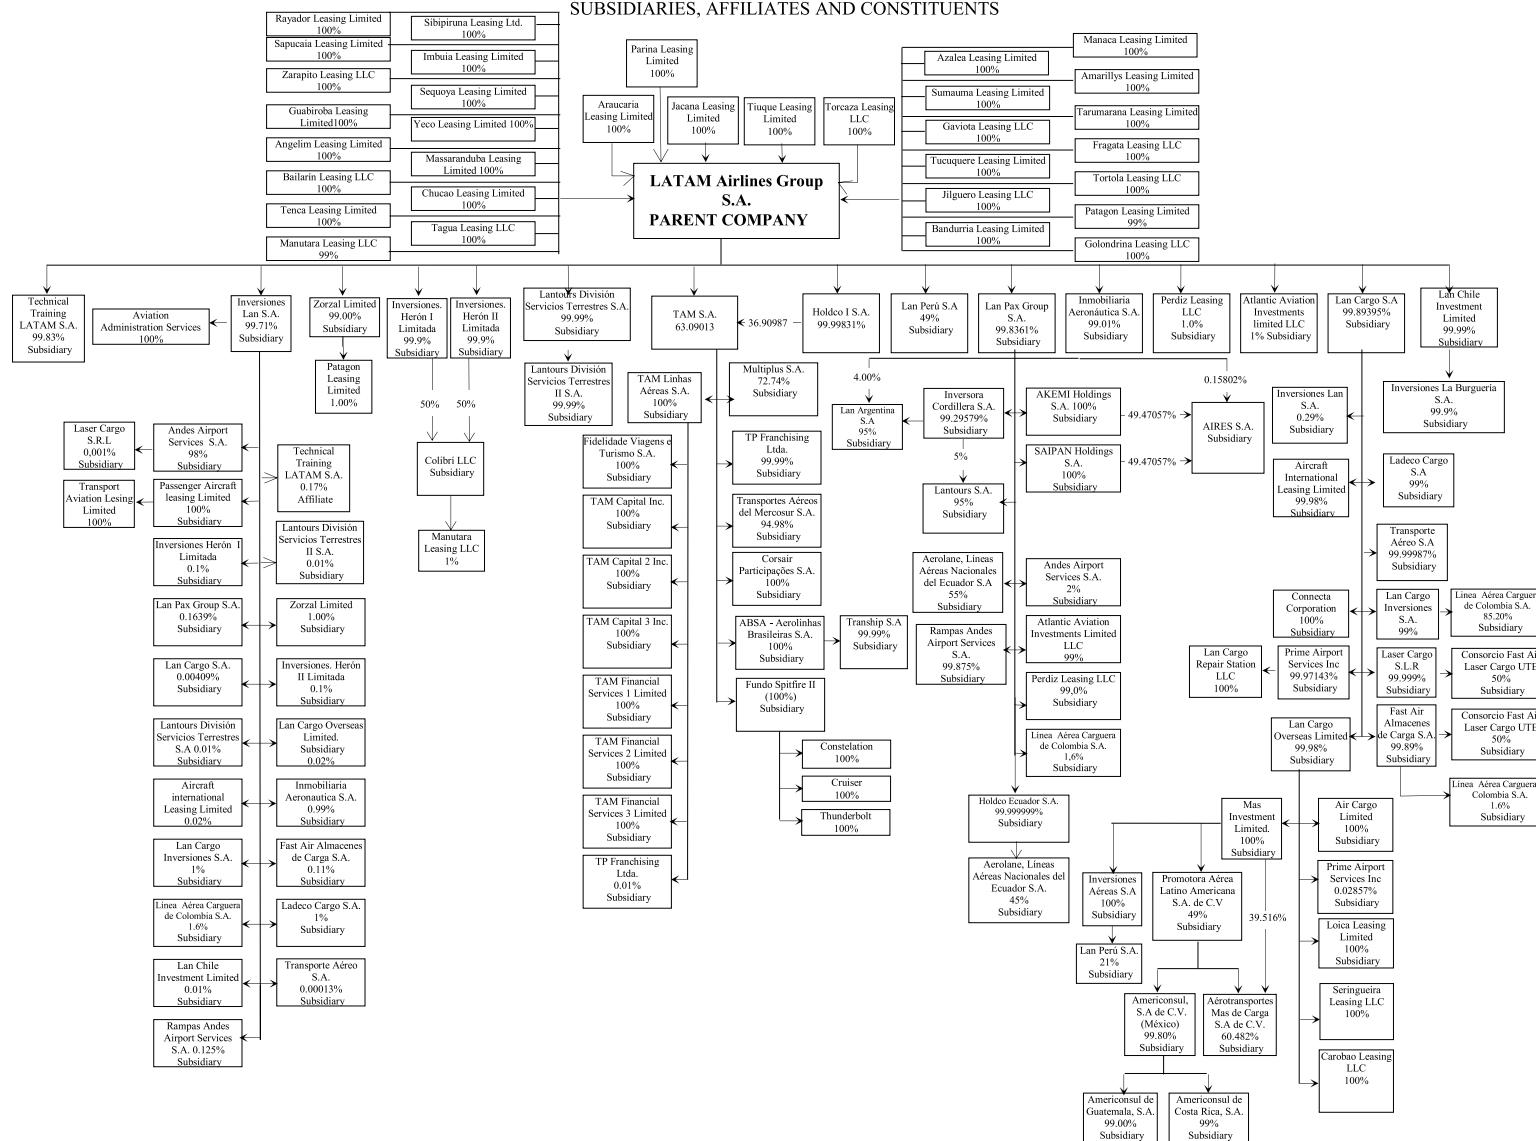 SUBSIDIARIES, AFFILIATES AND CONSTITUENTS
Rayador Leasing Limited
100%
Sapucaia Leasing Limited
100%
Zarapito Leasing LLC
100%
Guabiroba Leasing
Limited100%
Angelim Leasing Limited
100%
Bailarín Leasing LLC
100%
Tenca Leasing Limited
100%
Manutara Leasing LLC
99%
Sibipiruna Leasing Ltd.
100%
Imbuia Leasing Limited
100%
Sequoya Leasing Limited
100%
Yeco Leasing Limited 100%
Massaranduba Leasing
Limited 100%
Chucao Leasing Limited
100%
Tagua Leasing LLC
100%
Parina Leasing
Limited
100%
Araucaria
Leasing Limited
100%
Jacana Leasing
Limited
100%
Tiuque Leasing
Limited
100%
Torcaza Leasing
LLC
100%
LATAM Airlines Group
S.A.
PARENT COMPANY
Azalea Leasing Limited
100%
Sumauma Leasing Limited
100%
Gaviota Leasing LLC
100%
Tucuquere Leasing Limited
100%
Jilguero Leasing LLC
100%
Bandurria Leasing Limited
100%
Manaca Leasing Limited
100%
Amarillys Leasing Limited
100%
Tarumarana Leasing Limited
100%
Fragata Leasing LLC
100%
Tortola Leasing LLC
100%
Patagon Leasing Limited
99%
Golondrina Leasing LLC
100%
Technical
Training
LATAM S.A.
99.83%
Subsidiary
Aviation
Administration Services
100%
Inversiones
Lan S.A.
99.71%
Subsidiary
Zorzal Limited
99.00%
Subsidiary
Inversiones.
Herón I
Limitada
99.9%
Subsidiary
Inversiones.
Herón II
Limitada
99.9%
Subsidiary
Lantours División
Servicios Terrestres S.A.
99.99%
Subsidiary
TAM S.A.
63.09013
36.90987
Holdco I S.A.
99.99831%
Lan Perú S.A
49%
Subsidiary
Lan Pax Group
S.A.
99.8361%
Subsidiary
Inmobiliaria
Aeronáutica S.A.
99.01%
Subsidiary
Perdiz Leasing
LLC
1.0%
Subsidiary
Atlantic Aviation
Investments
limited LLC
1% Subsidiary
Lan Cargo S.A
99.89395%
Subsidiary
Lan Chile
Investment
Limited
99.99%
Subsidiary
Patagon
Leasing
Limited
1.00%
50%
50%
Colibri LLC
Subsidiary
Manutara
Leasing LLC
1%
Lantours División
Servicios Terrestres
II S.A.
99.99%
Subsidiary
Laser Cargo
S.R.L
0,001%
Subsidiary
Andes Airport
Services S.A.
98%
Subsidiary
Technical
Training
LATAM S.A.
0.17%
Affiliate
Transport
Aviation Lesing
Limited
100%
Passenger Aircraft
leasing Limited
100%
Subsidiary
Inversiones Herón I
Limitada
0.1%
Subsidiary
Lantours División
Servicios Terrestres
II S.A.
0.01%
Subsidiary
Lan Pax Group S.A.
0.1639%
Subsidiary
Zorzal Limited
1.00%
Subsidiary
Lan Cargo S.A.
0.00409%
Subsidiary
Inversiones. Herón
II Limitada
0.1%
Subsidiary
Lantours División
Servicios Terrestres
S.A 0.01%
Subsidiary
Lan Cargo Overseas
Limited.
Subsidiary
0.02%
Aircraft
international
Leasing Limited
0.02%
Inmobiliaria
Aeronautica S.A.
0.99%
Subsidiary
Lan Cargo
Inversiones S.A.
1%
Subsidiary
Fast Air Almacenes
de Carga S.A.
0.11%
Subsidiary
Línea Aérea Carguera
de Colombia S.A.
1.6%
Subsidiary
Ladeco Cargo S.A.
1%
Subsidiary
Lan Chile
Investment Limited
0.01%
Subsidiary
Transporte Aéreo
S.A.
0.00013%
Subsidiary
Rampas Andes
Airport Services
S.A. 0.125%
Subsidiary
TAM Linhas
Aéreas S.A.
100%
Subsidiary
Multiplus S.A.
72.74%
Subsidiary
Fidelidade Viagens e
Turismo S.A.
100%
Subsidiary
TP Franchising
Ltda.
99.99%
Subsidiary
TAM Capital Inc.
100%
Subsidiary
Transportes Aéreos
del Mercosur S.A.
94.98%
Subsidiary
TAM Capital 2 Inc.
100%
Subsidiary
Corsair
Participações S.A.
100%
Subsidiary
TAM Capital 3 Inc.
100%
Subsidiary
ABSA - Aerolinhas
Brasileiras S.A.
100%
Subsidiary
Tranship S.A
99.99%
Subsidiary
TAM Financial
Services 1 Limited
100%
Subsidiary
Fundo Spitfire II
(100%)
Subsidiary
TAM Financial
Services 2 Limited
100%
Subsidiary
Constelation
100%
Cruiser
100%
Thunderbolt
100%
TAM Financial
Services 3 Limited
100%
Subsidiary
TP Franchising
Ltda.
0.01%
Subsidiary
4.00%
0.15802%
Lan Argentina
S.A
95%
Subsidiary
Inversora
Cordillera S.A.
99.29579%
Subsidiary
AKEMI Holdings
S.A. 100%
Subsidiary
49.47057%
AIRES S.A.
Subsidiary
5%
SAIPAN Holdings
S.A.
100%
Subsidiary
49.47057%
Lantours S.A.
95%
Subsidiary
Aerolane, Líneas
Aéreas Nacionales
del Ecuador S.A
55%
Subsidiary
Andes Airport
Services S.A.
2%
Subsidiary
Rampas Andes
Airport Services
S.A.
99.875%
Subsidiary
Atlantic Aviation
Investments Limited
LLC
99%
Perdiz Leasing LLC
99,0%
Subsidiary
Línea Aérea Carguera
de Colombia S.A.
1,6%
Subsidiary
Holdco Ecuador S.A.
99.999999%
Subsidiary
Aerolane, Líneas
Aéreas Nacionales del
Ecuador S.A.
45%
Subsidiary
Inversiones Lan
S.A.
0.29%
Subsidiary
Inversiones La Burguería
S.A.
99.9%
Subsidiary
Aircraft
International
Leasing Limited
99.98%
Subsidiary
Ladeco Cargo
S.A
99%
Subsidiary
Transporte
Aéreo S.A
99.99987%
Subsidiary
Connecta
Corporation
100%
Subsidiary
Lan Cargo
Inversiones
S.A.
99%
Línea Aérea Carguera
de Colombia S.A.
85.20%
Subsidiary
Lan Cargo
Repair Station
LLC
100%
Prime Airport
Services Inc
99.97143%
Subsidiary
Laser Cargo
S.L.R
99.999%
Subsidiary
Consorcio Fast Ai
Laser Cargo UTE
50%
Subsidiary
Lan Cargo
Overseas Limited
99.98%
Subsidiary
Fast Air
Almacenes
de Carga S.A.
99.89%
Subsidiary
Consorcio Fast Ai
Laser Cargo UTE
50%
Subsidiary
Línea Aérea Carguera
Colombia S.A.
1.6%
Subsidiary
Mas
Investment
Limited.
100%
Subsidiary
Air Cargo
Limited
100%
Subsidiary
Inversiones
Aéreas S.A
100%
Subsidiary
Promotora Aérea
Latino Americana
S.A. de C.V
49%
Subsidiary
39.516%
Prime Airport
Services Inc
0.02857%
Subsidiary
Lan Perú S.A.
21%
Subsidiary
Loica Leasing
Limited
100%
Subsidiary
Americonsul,
S.A de C.V.
(México)
99.80%
Subsidiary
Aérotransportes
Mas de Carga
S.A de C.V.
60.482%
Subsidiary
Seringueira
Leasing LLC
100%
Carobao Leasing
LLC
100%
Americonsul de
Guatemala, S.A.
99.00%
Subsidiary
Americonsul de
Costa Rica, S.A.
99%
Subsidiary